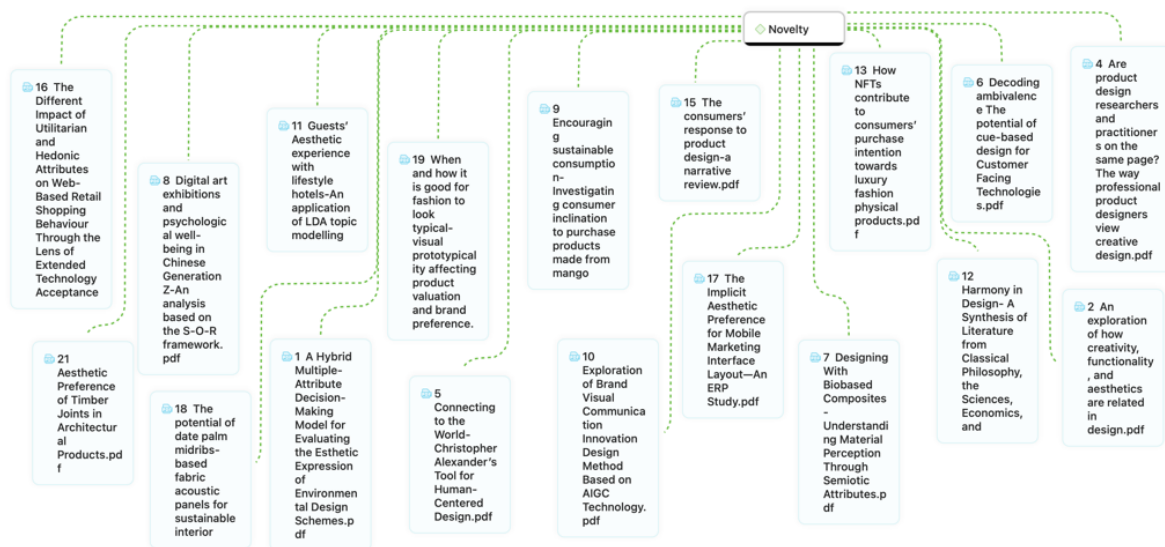 Novelty
16 The
Different
Impact of
Utilitarian
and
Hedonic
Attributes
on Web-
Based Retail
Shopping
Behaviour
Through the
Lens of
Extended
Technology
Acceptance
8 Digital art
exhibitions
and
psychologic
al well-
being in
Chinese
Generation
Z-An
analysis
based on
the S-O-R
framework.
pdf
11 Guests’
Aesthetic
experience
with
lifestyle
hotels-An
application
of LDA topic
modelling
19 When
and how it
is good for
fashion to
look
typical-
visual
prototypical
ity affecting
product
valuation
and brand
preference.
9
Encouragin
g
sustainable
consumptio
n-
Investigatin
g consumer
inclination
to purchase
products
made from
mango
15 The
consumers’
response to
product
design-a
narrative
review.pdf
13 How
NFTs
contribute
to
consumers’
purchase
intention
towards
luxury
fashion
physical
products.pd
f
6 Decoding
ambivalenc
e The
potential of
cue-based
design for
Customer
Facing
Technologie
s.pdf
4 Are
product
design
researchers
and
practitioner
s on the
same page?
The way
professional
product
designers
view
creative
design.pdf
21
Aesthetic
Preference
of Timber
Joints in
Architectur
al
Products.pd
f
18 The
potential of
date palm
midribs-
based
fabric
acoustic
panels for
sustainable
interior
1 A Hybrid
Multiple-
Attribute
Decision-
Making
Model for
Evaluating
the Esthetic
Expression
of
Environmen
tal Design
Schemes.p
df
5
Connecting
to the
World-
Christopher
Alexander’s
Tool for
Human-
Centered
Design.pdf
10
Exploration
of Brand
Visual
Communica
tion
Innovation
Design
Method
Based on
AIGC
Technology.
pdf
17 The
Implicit
Aesthetic
Preference
for Mobile
Marketing
Interface
Layout—An
ERP
Study.pdf
7 Designing
With
Biobased
Composites
-
Understandi
ng Material
Perception
Through
Semiotic
Attributes.p
df
12
Harmony in
Design- A
Synthesis of
Literature
from
Classical
Philosophy,
the
Sciences,
Economics,
and
2 An
exploration
of how
creativity,
functionality
, and
aesthetics
are related
in
design.pdf